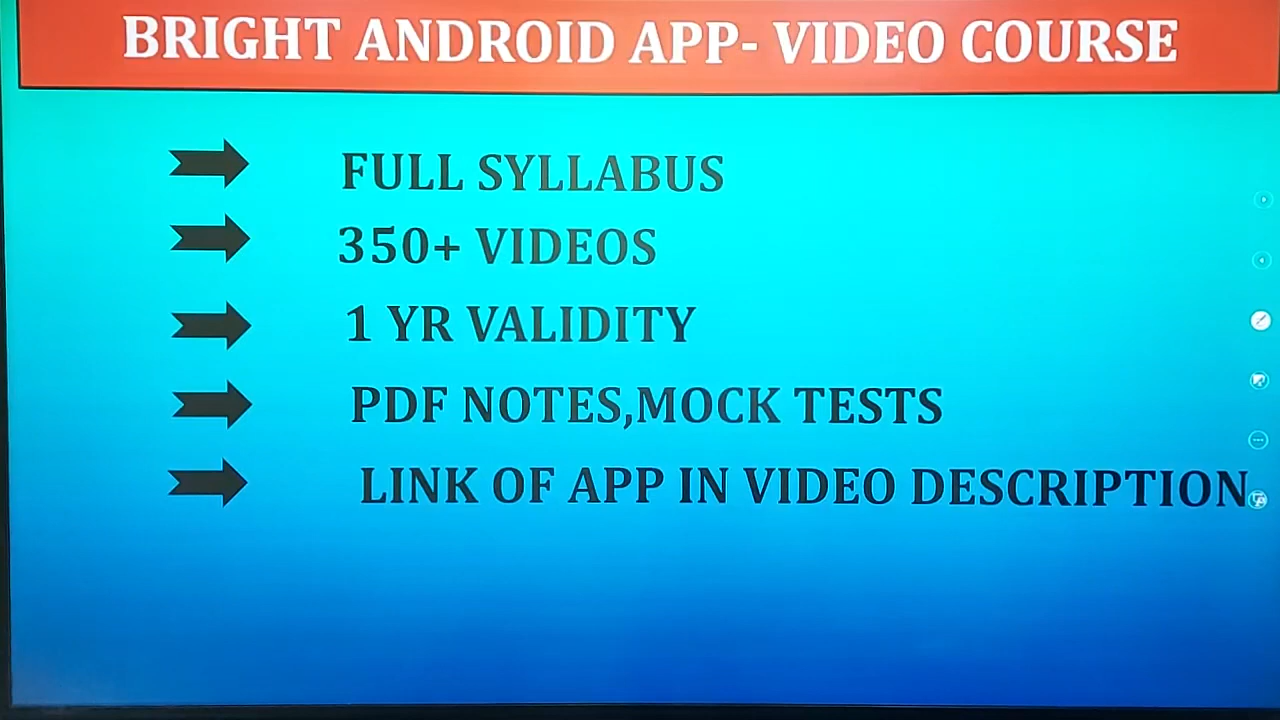 BRIGHT ANDROID APP- VIDEO COURSE
FULL SYLLABUS
350+ VIDEOS
1 YR VALIDITY
PDF NOTES,MOCK TESTS
LINK OF APP IN VIDEO DESCRIPTION